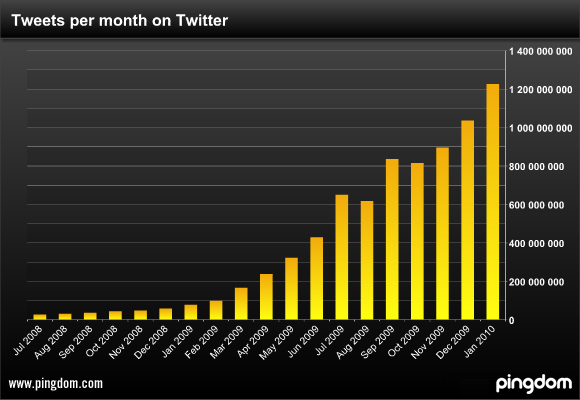 Tweets per month on Twitter
1 400 000 000
1 200 000 000
1 000 000 000
800 000 000
600 000 000
400 000 000
200 000 000
0
Jul 2008
Aug 2008
Sep 2008
Oct 2008
Nov 2008
Dec 2008
Jan 2009
Feb 2009
Mar 2009
Apr 2009
May 2009
Jun 2009
Jul 2009
Aug 2009
Sep 2009
Oct 2009
Nov 2009
Dec 2009
Jan 2010
www.pingdom.com
pingdom